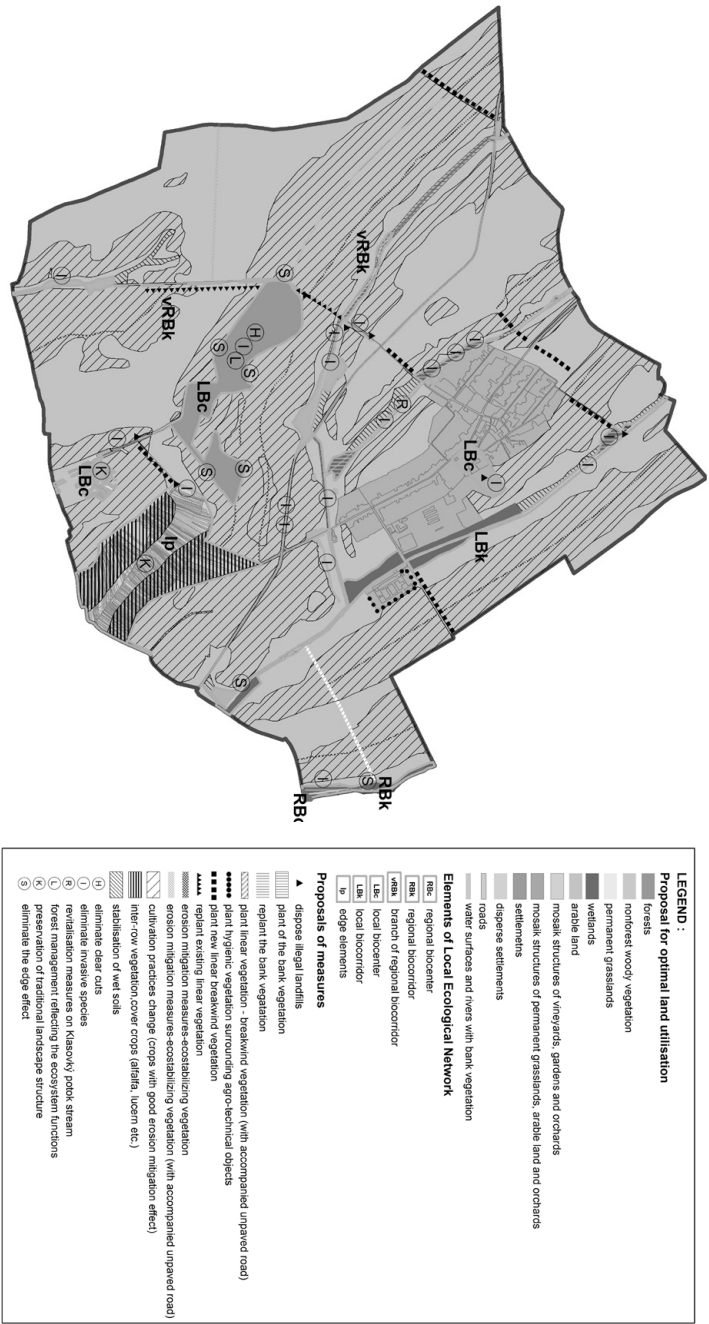 I
I
I
LBk
I
LBc
I
I
R
I
RBk
S
vRBk
I
I
I
I
I
I
I
I
S
H
S
I
S
S
L
S
S
LBc
I
Ip
vRBk
K
I
K
LBc
I
LEGEND :
Proposal for optimal land utilisation
forests
nonforest woody vegetation
permanent grasslands
wetlands
arable land
mosaik structures of vineyards, gardens and orchards
mosaik structures of permanent grasslands, arable land and orchards
settlemetns
disperse settlements
roads
water surfaces and rivers with bank vegetation
Elements of Local Ecological Network
RBc regional biocenter
RBk regional biocorridor
vRBk branch of regional biocorridor
LBc local biocenter
LBk local biocorridor
Ip edge elements
Proposals of measures
dispose illegal landfills
plant of the bank vegetation
replant the bank vegatation
plant linear vegetation - breakwind vegetation (with accompanied unpaved road)
plant hygienic vegetation surrounding agro-technical objects
plant new linear breakwind vegetation
replant existing linear vegetation
erosion mitigation measures-ecostabilizing vegetation
erosion mitigation measures-ecostabilizing vegetation (with accompanied unpaved road)
cultivation practices change (crops with good erosion mitigation effect)
inter-row vegetation,cover crops (alfalfa, lucern etc.)
stabilisation of wet soils
H eliminate clear cuts
I eliminate invasive species
R revitalisation measures on Klasovký potok stream
L forest management reflecting the ecosystem functions
K preservation of traditional landscape structure
S eliminate the edge effect